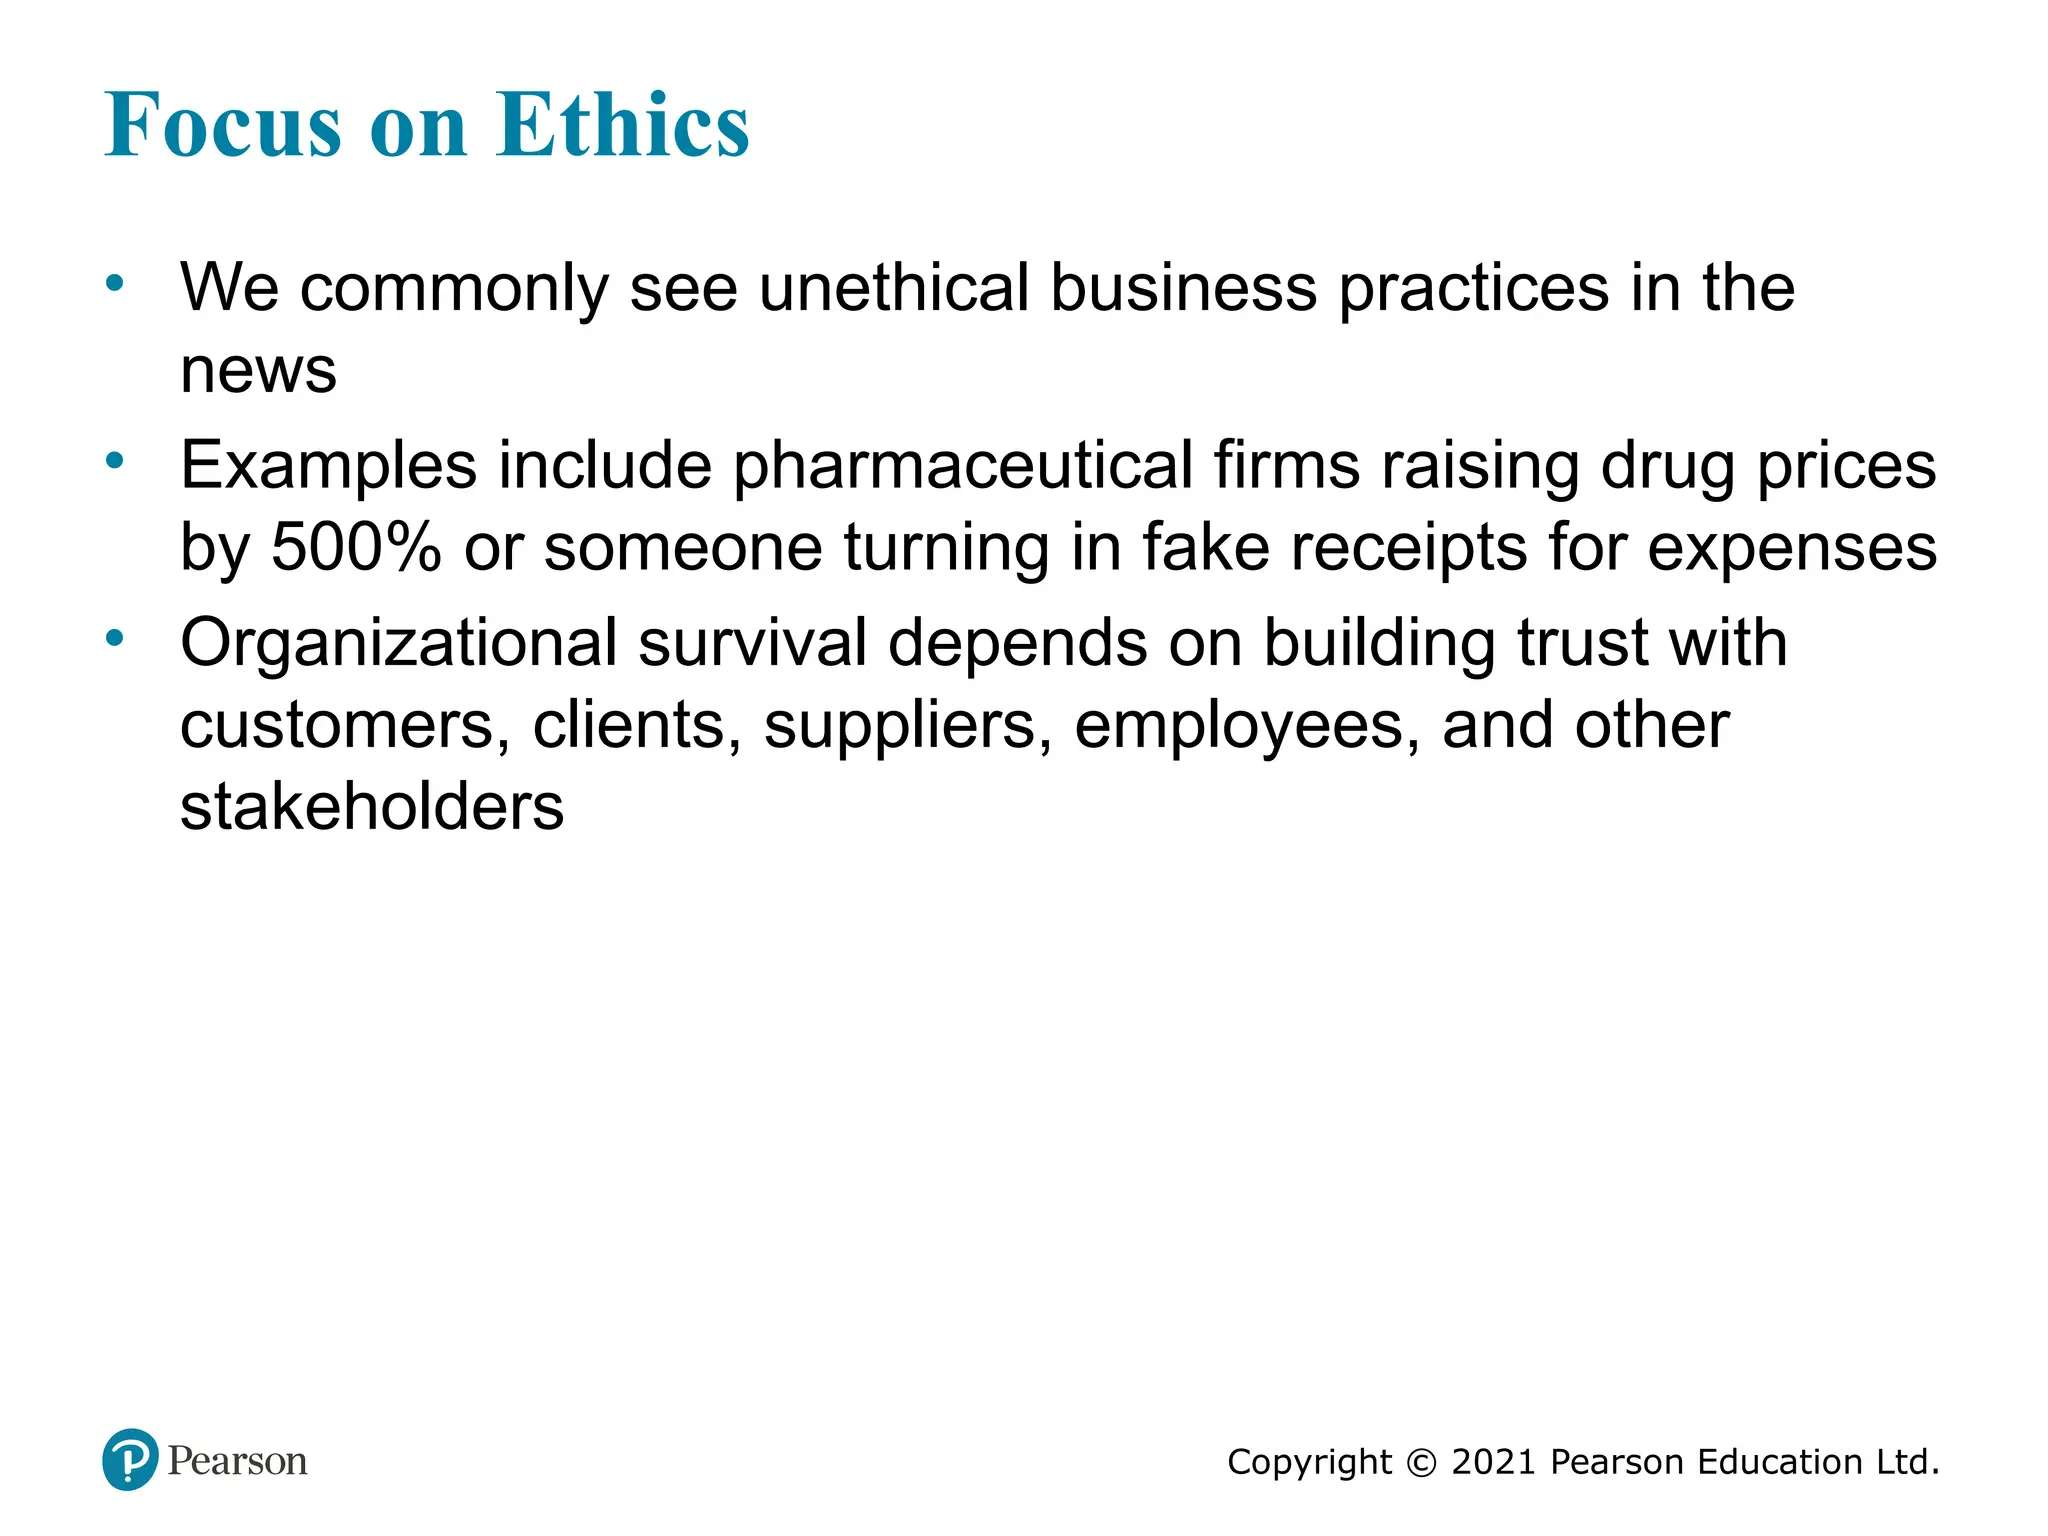 Focus on Ethics
• We commonly see unethical business practices in the
news
• Examples include pharmaceutical firms raising drug prices
by 500% or someone turning in fake receipts for expenses
• Organizational survival depends on building trust with
customers, clients, suppliers, employees, and other
stakeholders
P Pearson
Copyright © 2021 Pearson Education Ltd.